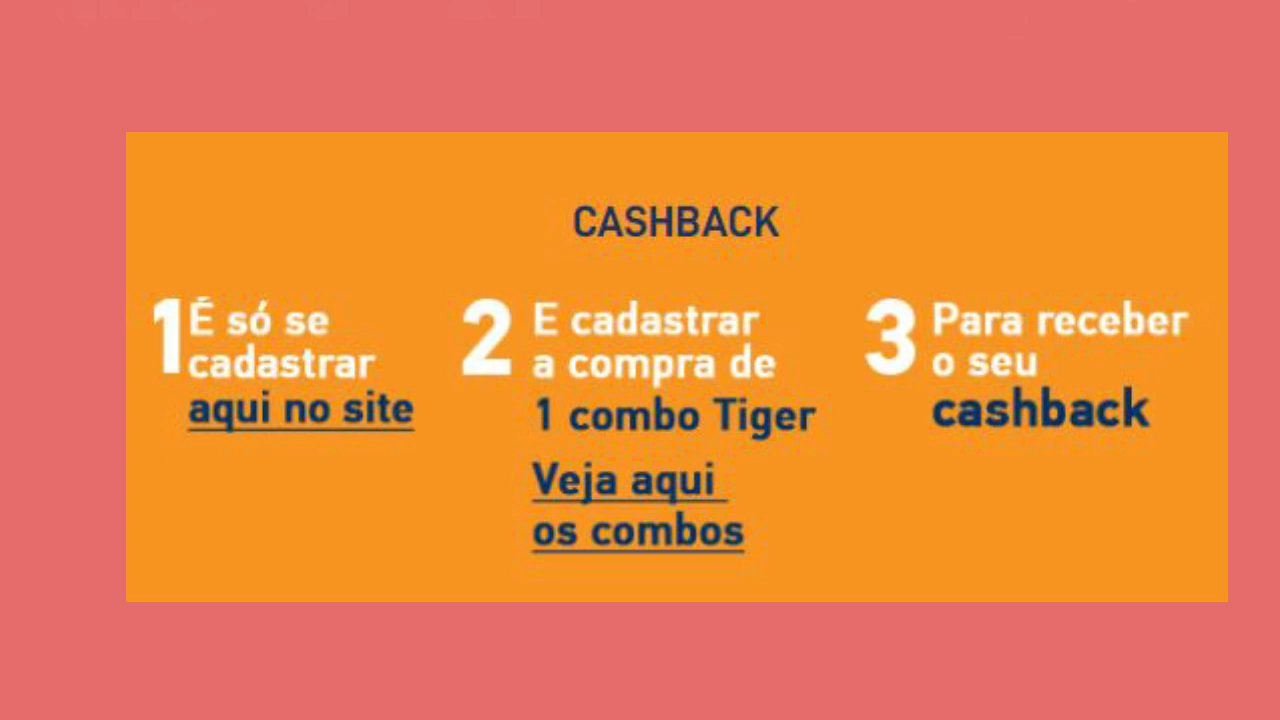 CASHBACK
1 É só se
cadastrar
aqui no site
2 E cadastrar
a compra de
1 combo Tiger
Veja aqui
os combos
3 Para receber
o seu
cashback